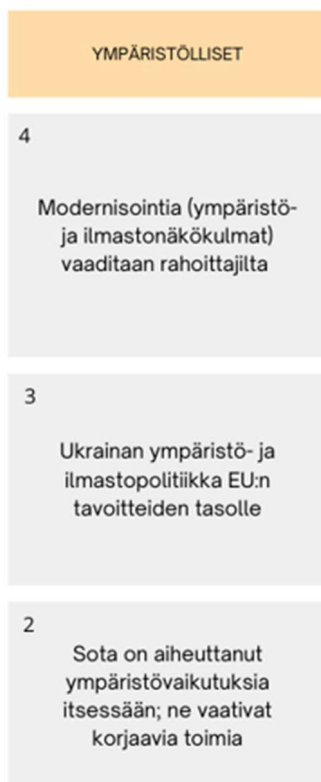 YMPÄRISTÖLLISET
4
Modernisointia (ympäristö-
ja ilmastonäkökulmat)
vaaditaan rahoittajilta
3
Ukrainan ympäristö- ja
ilmastopolitiikka EU:n
tavoitteiden tasolle
2
Sota on aiheuttanut
ympäristövaikutuksia
itsessään; ne vaativat
korjaavia toimia